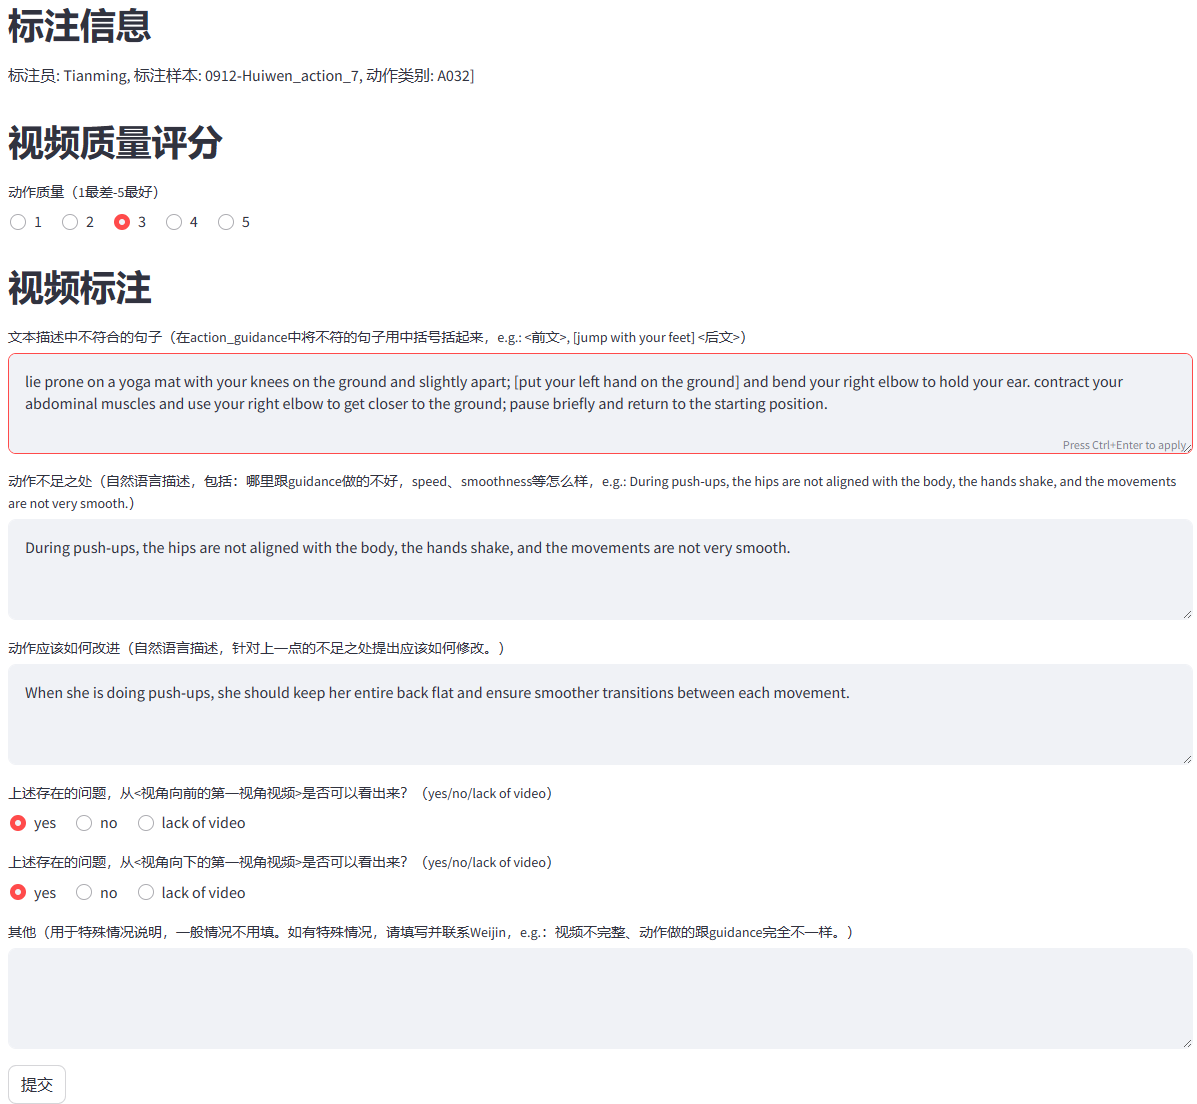 标注信息
标注员: Tianming, 标注样本: 0912-Huiwen_action_7, 动作类别: A032]
视频质量评分
动作质量（1最差-5最好）
1 2 3 4 5
视频标注
文本描述中不符合的句子（在action_guidance中将不符的句子用中括号括起来，e.g.: <前文>, [jump with your feet] <后文>）
lie prone on a yoga mat with your knees on the ground and slightly apart; [put your left hand on the ground] and bend your right elbow to hold your ear. contract your
abdominal muscles and use your right elbow to get closer to the ground; pause briefly and return to the starting position.
Press Ctrl+Enter to apply
动作不足之处（自然语言描述，包括：哪里跟guidance做的不好，speed、smoothness等怎么样，e.g.: During push-ups, the hips are not aligned with the body, the hands shake, and the movements
are not very smooth.）
During push-ups, the hips are not aligned with the body, the hands shake, and the movements are not very smooth.
动作应该如何改进（自然语言描述，针对上一点的不足之处提出应该如何修改。）
When she is doing push-ups, she should keep her entire back flat and ensure smoother transitions between each movement.
上述存在的问题，从<视角向前的第一视角视频>是否可以看出来？（yes/no/lack of video）
yes no lack of video
上述存在的问题，从<视角向下的第一视角视频>是否可以看出来？（yes/no/lack of video）
yes no lack of video
其他（用于特殊情况说明，一般情况不用填。如有特殊情况，请填写并联系Weijin，e.g.：视频不完整、动作做的跟guidance完全不一样。）
提交